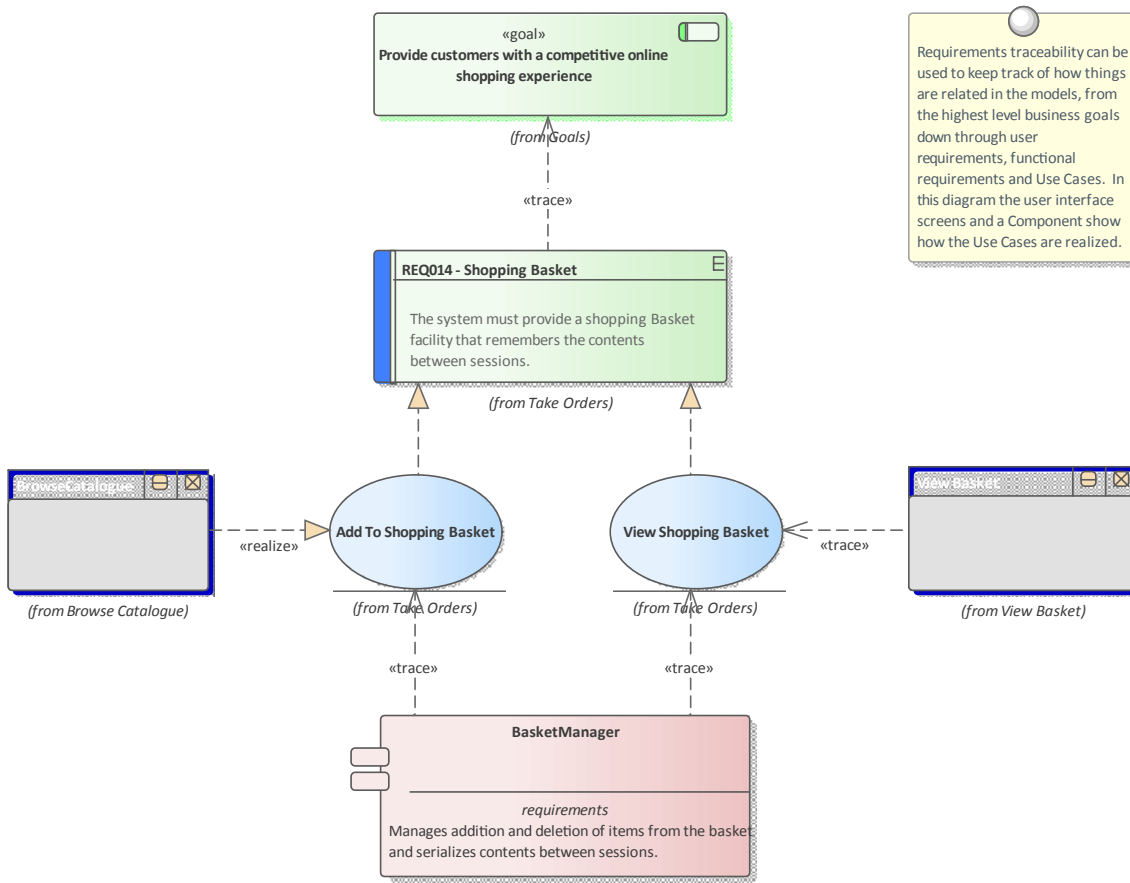 «goal»
Provide customers with a competitive online
shopping experience
(from Goals)
«trace»
Requirements traceability can be
used to keep track of how things
are related in the models, from
the highest level business goals
down through user
requirements, functional
requirements and Use Cases.  In
this diagram the user interface
screens and a Component show
how the Use Cases are realized.
REQ014 - Shopping Basket
E
The system must provide a shopping Basket
facility that remembers the contents
between sessions.
(from Take Orders)
BrowseCatalogue
(from Browse Catalogue)
«realize»
Add To Shopping Basket
(from Take Orders)
View Shopping Basket
(from Take Orders)
«trace»
View Basket
(from View Basket)
«trace»
«trace»
BasketManager
requirements
Manages addition and deletion of items from the basket
and serializes contents between sessions.